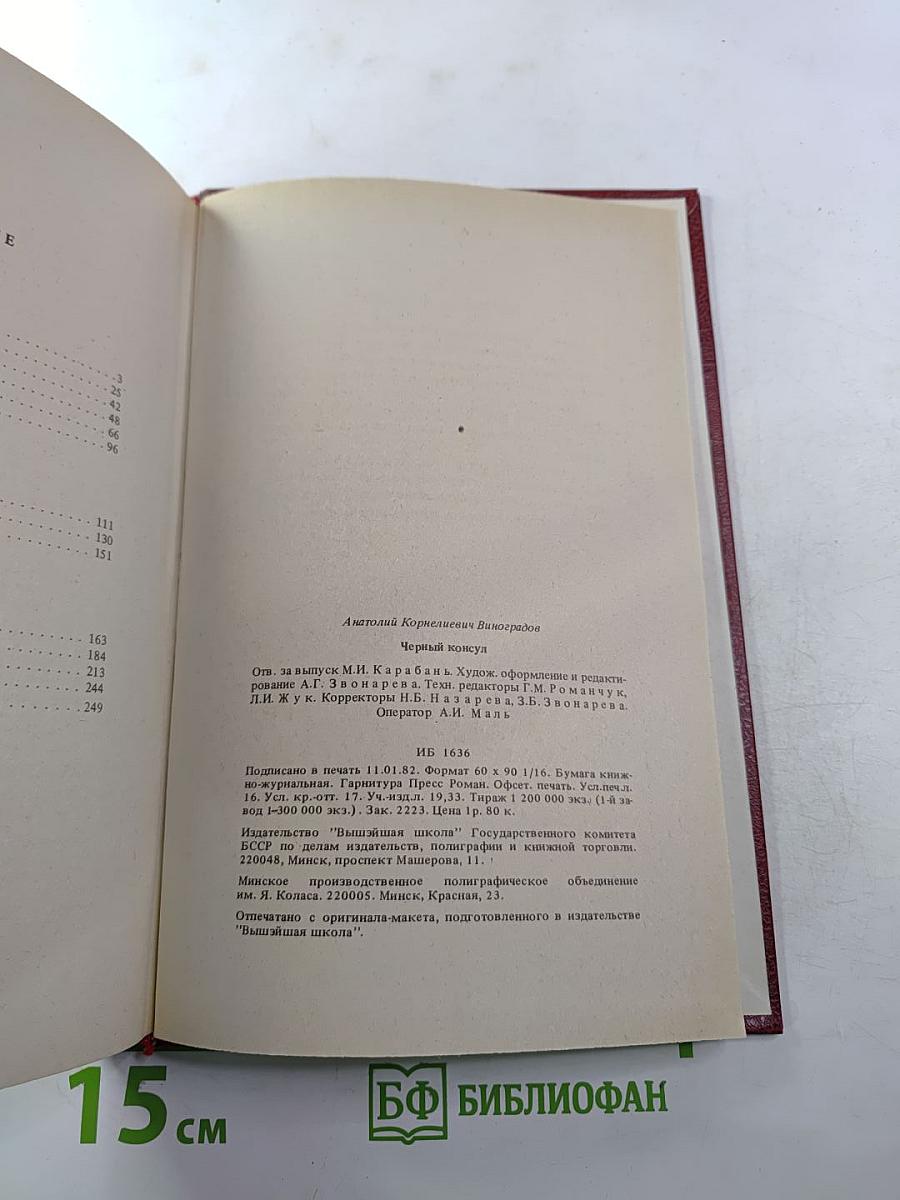 Е
3
25
42
48
66
96
111
130
151
163
184
213
244
249
Анатолий Корнелиевич Виноградов
Черный консул
Отв. за выпуск М.И. Карабань. Худож. оформление и редакти-
рование А.Г. Звонарева. Техн. редакторы Г.М. Романчук,
Л.И. Жук. Корректоры Н.Б. Назарева, З.Б. Звонарева.
Оператор А.И. Маль
ИБ 1636
Подписано в печать 11.01.82. Формат 60 х 90 1/16. Бумага книж-
но-журнальная. Гарнитура Пресс Роман. Офсет. печать. Усл.печ.л.
16. Усл. кр.-отт. 17. Уч.-изд.л. 19,33. Тираж 1 200 000 экз. (1-й за-
вод 1–300 000 экз.). Зак. 2223. Цена 1р. 80 к.
Издательство "Вышэйшая школа" Государственного комитета
БССР по делам издательств, полиграфии и книжной торговли.
220048, Минск, проспект Машерова, 11.
Минское производственное полиграфическое объединение
им. Я. Коласа. 220005. Минск, Красная, 23.
Отпечатано с оригинала-макета, подготовленного в издательстве
"Вышэйшая школа".
15 см
БФ БИБЛИОФАН